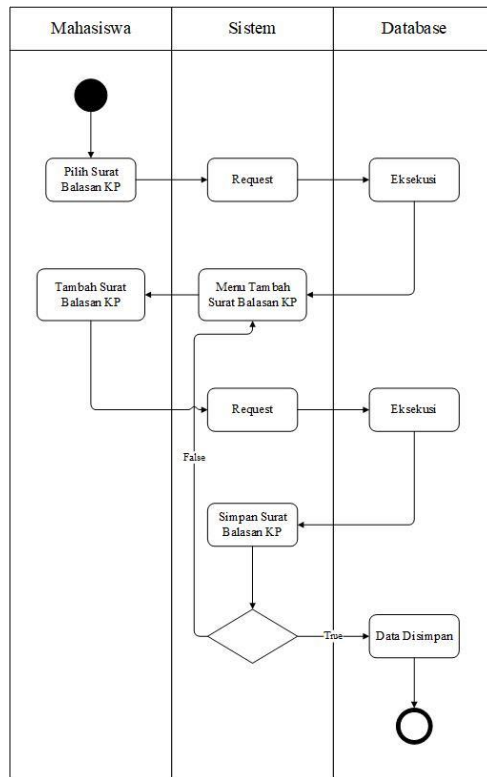 Mahasiswa
Sistem
Database
Pilih Surat
Balasan KP
Request
Eksekusi
Tambah Surat
Balasan KP
Menu Tambah
Surat Balasan KP
Request
Eksekusi
False
Simpan Surat
Balasan KP
True
Data Disimpan